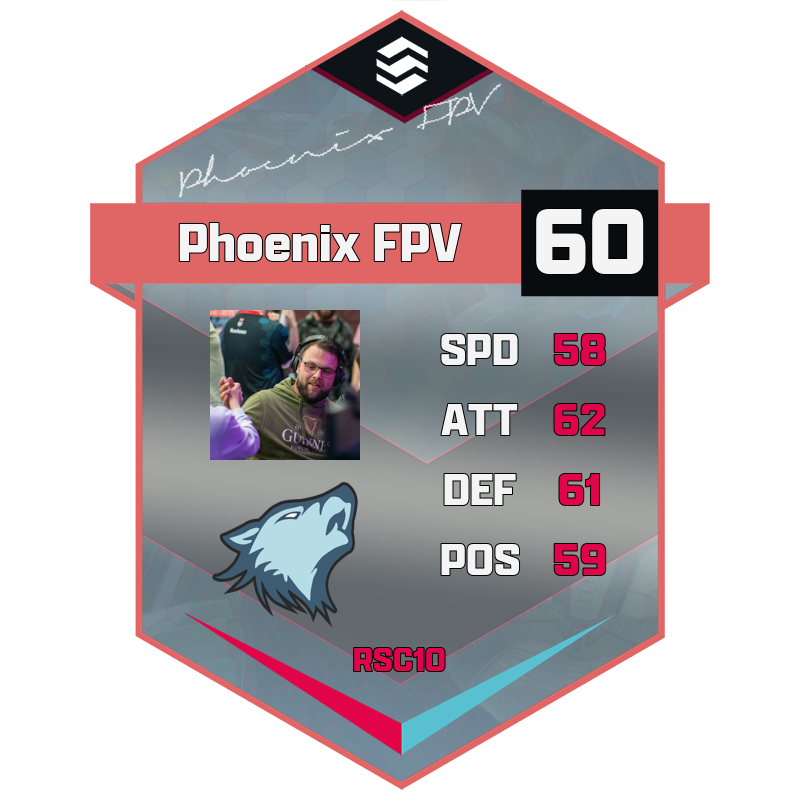 Phoenix FPV
Phoenix FPV
60
SPD 58
ATT 62
DEF 61
POS 59
RSC10